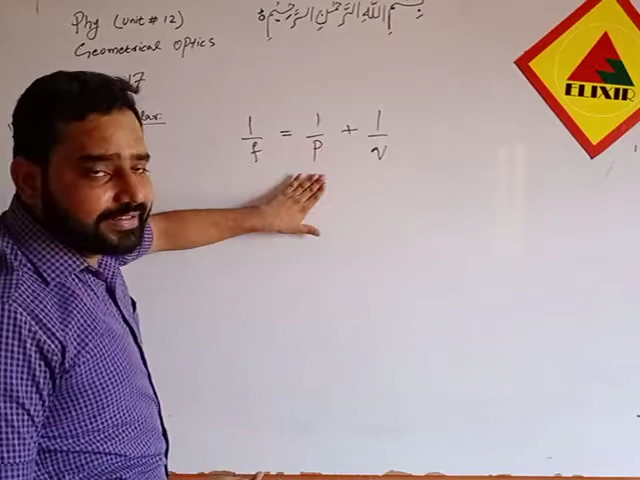 بِسْمِ اللّٰهِ الرَّحْمٰنِ الرَّحِيْمِ
Phy (unit # 12)
Geometrical optics
ELIXIR
1/f = 1/p + 1/q